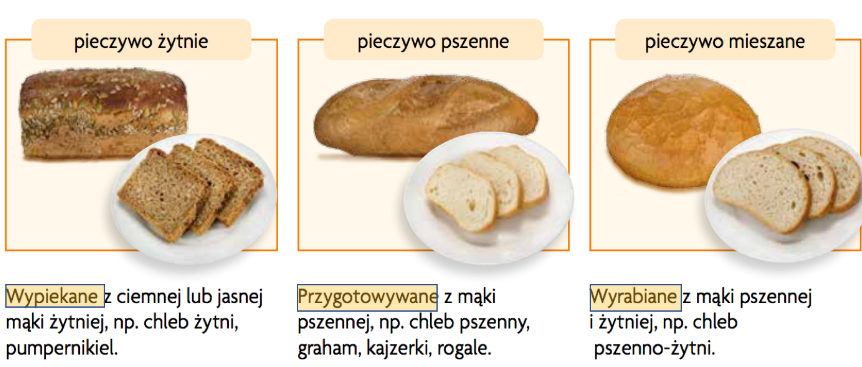 pieczywo żytnie
pieczywo pszenne
pieczywo mieszane
Wypiekane z ciemnej lub jasnej
mąki żytniej, np. chleb żytni,
pumpernikiel.
Przygotowywane z mąki
pszennej, np. chleb pszenny,
graham, kajzerki, rogale.
Wyrabiane z mąki pszennej
i żytniej, np. chleb
pszenno-żytni.